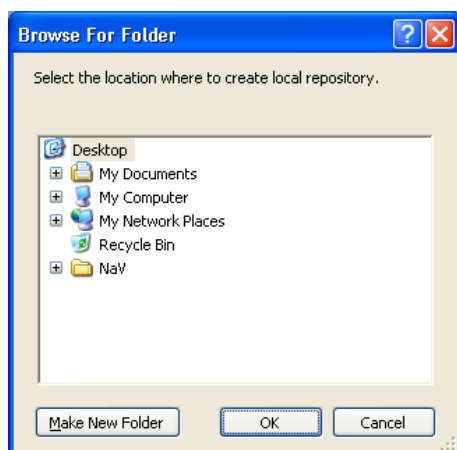 Browse For Folder
Select the location where to create local repository.
Desktop
My Documents
My Computer
My Network Places
Recycle Bin
NaV
Make New Folder
OK
Cancel